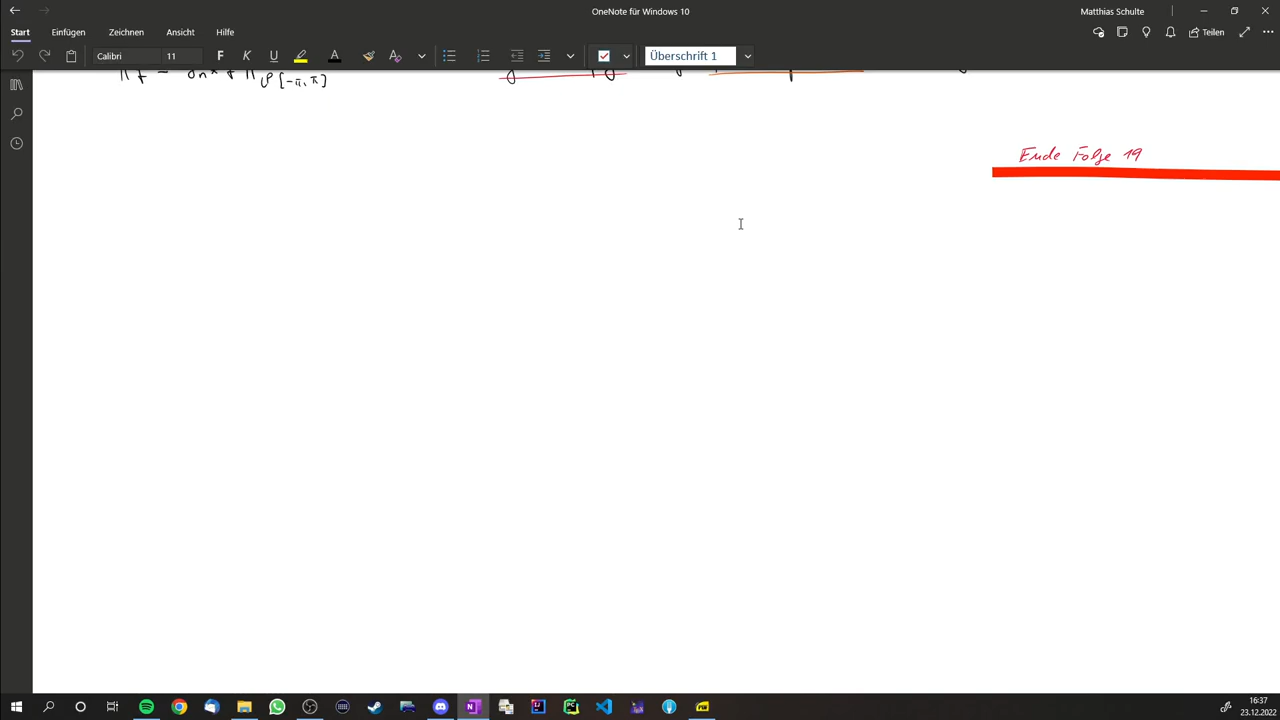 OneNote für Windows 10
Matthias Schulte
Start Einfügen Zeichnen Ansicht Hilfe
Teilen
Calibri 11 F K U A Überschrift 1
[-π, π]
Ende Folge 19
16:37
23.12.2022